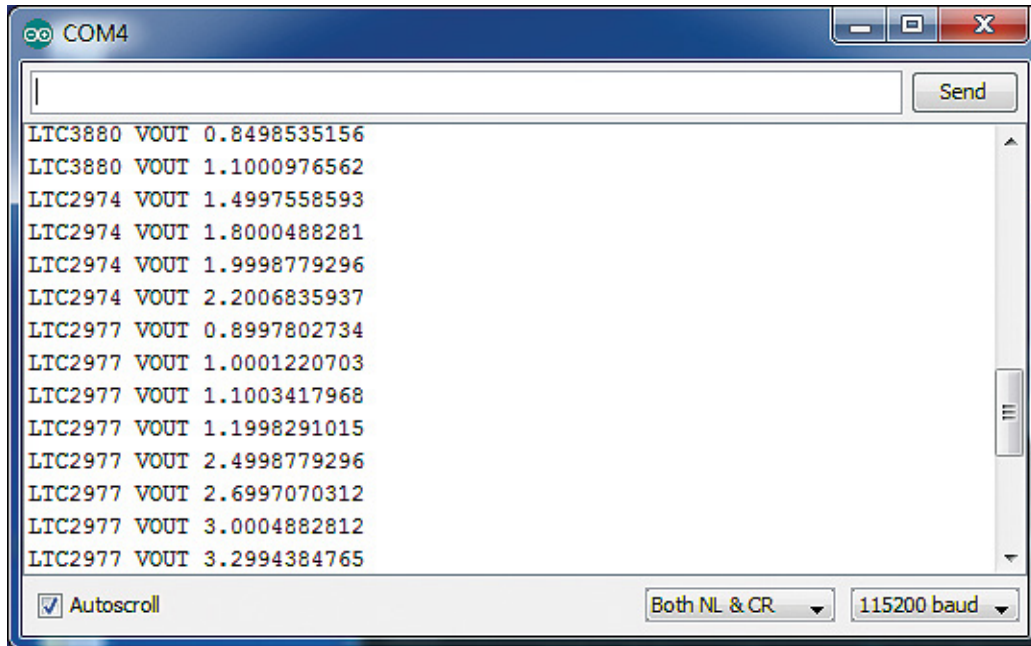 COM4
Send
LTC3880 VOUT 0.8498535156
LTC3880 VOUT 1.1000976562
LTC2974 VOUT 1.4997558593
LTC2974 VOUT 1.8000488281
LTC2974 VOUT 1.9998779296
LTC2974 VOUT 2.2006835937
LTC2977 VOUT 0.8997802734
LTC2977 VOUT 1.0001220703
LTC2977 VOUT 1.1003417968
LTC2977 VOUT 1.1998291015
LTC2977 VOUT 2.4998779296
LTC2977 VOUT 2.6997070312
LTC2977 VOUT 3.0004882812
LTC2977 VOUT 3.2994384765
Autoscroll Both NL & CR 115200 baud